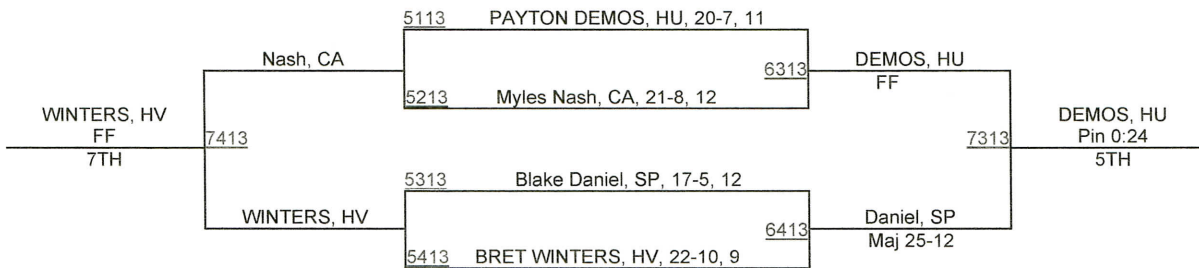 5113
PAYTON DEMOS, HU, 20-7, 11
Nash, CA
6313
DEMOS, HU
FF
5213
Myles Nash, CA, 21-8, 12
WINTERS, HV
FF
7TH
7413
7313
DEMOS, HU
Pin 0:24
5TH
5313
Blake Daniel, SP, 17-5, 12
WINTERS, HV
6413
Daniel, SP
Maj 25-12
5413
BRET WINTERS, HV, 22-10, 9